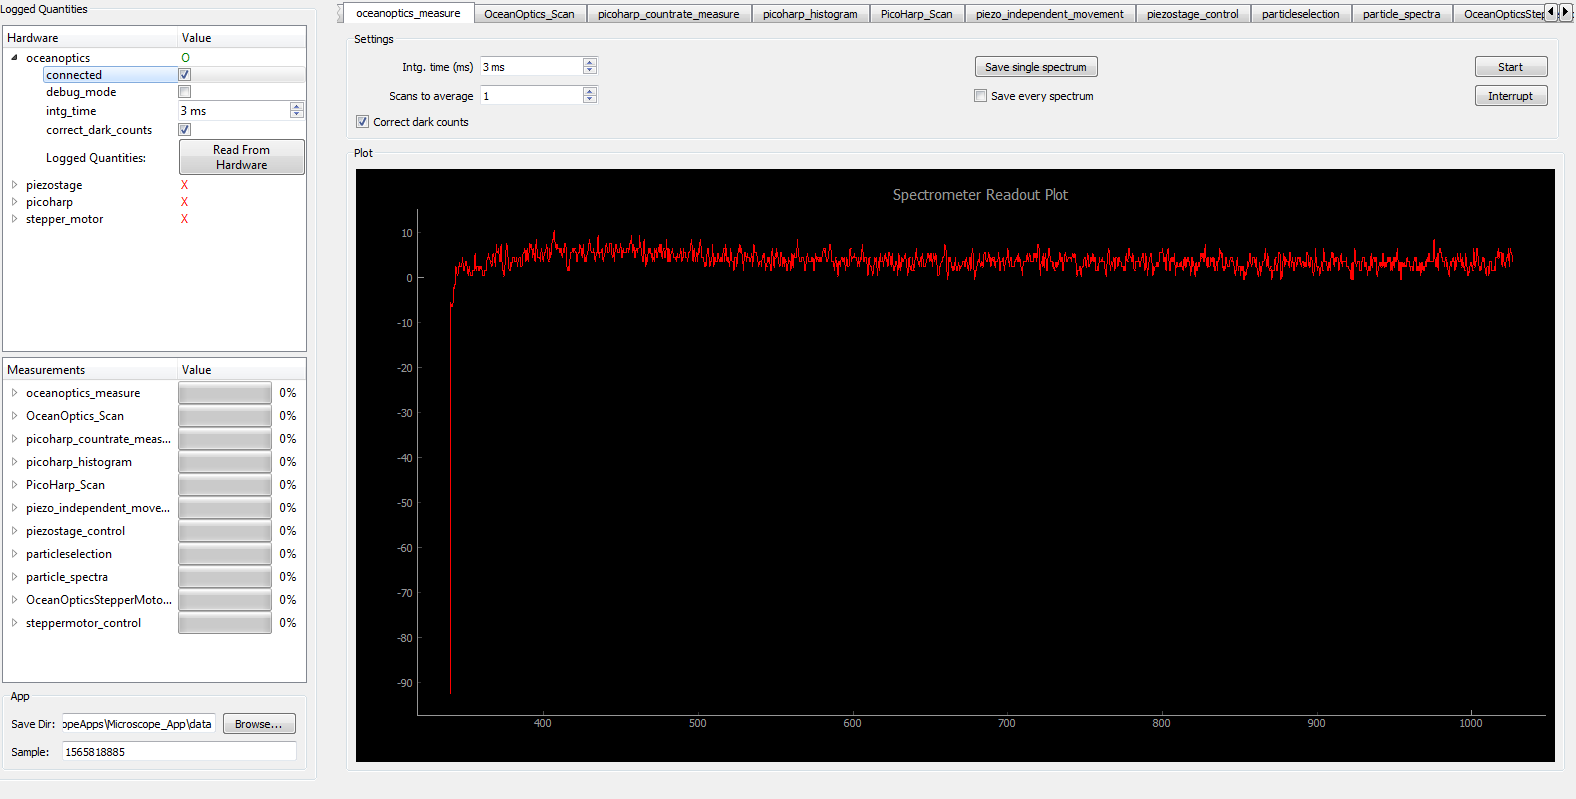 Logged Quantities
Hardware Value
oceanoptics O
connected
debug_mode
intg_time 3 ms
correct_dark_counts
Logged Quantities: Read From Hardware
piezostage X
picoharp X
stepper_motor X
Measurements Value
oceanoptics_measure 0%
OceanOptics_Scan 0%
picoharp_countrate_meas... 0%
picoharp_histogram 0%
PicoHarp_Scan 0%
piezo_independent_move... 0%
piezostage_control 0%
particleselection 0%
particle_spectra 0%
OceanOpticsStepperMoto... 0%
steppermotor_control 0%
App
Save Dir: opeApps\Microscope_App\data Browse...
Sample: 1565818885
oceanoptics_measure OceanOptics_Scan picoharp_countrate_measure picoharp_histogram PicoHarp_Scan piezo_independent_movement piezostage_control particleselection particle_spectra OceanOpticsStep
Settings
Intg. time (ms) 3 ms Save single spectrum Start
Scans to average 1 Save every spectrum Interrupt
Correct dark counts
Plot
Spectrometer Readout Plot
10
0
-10
-20
-30
-40
-50
-60
-70
-80
-90
400 500 600 700 800 900 1000